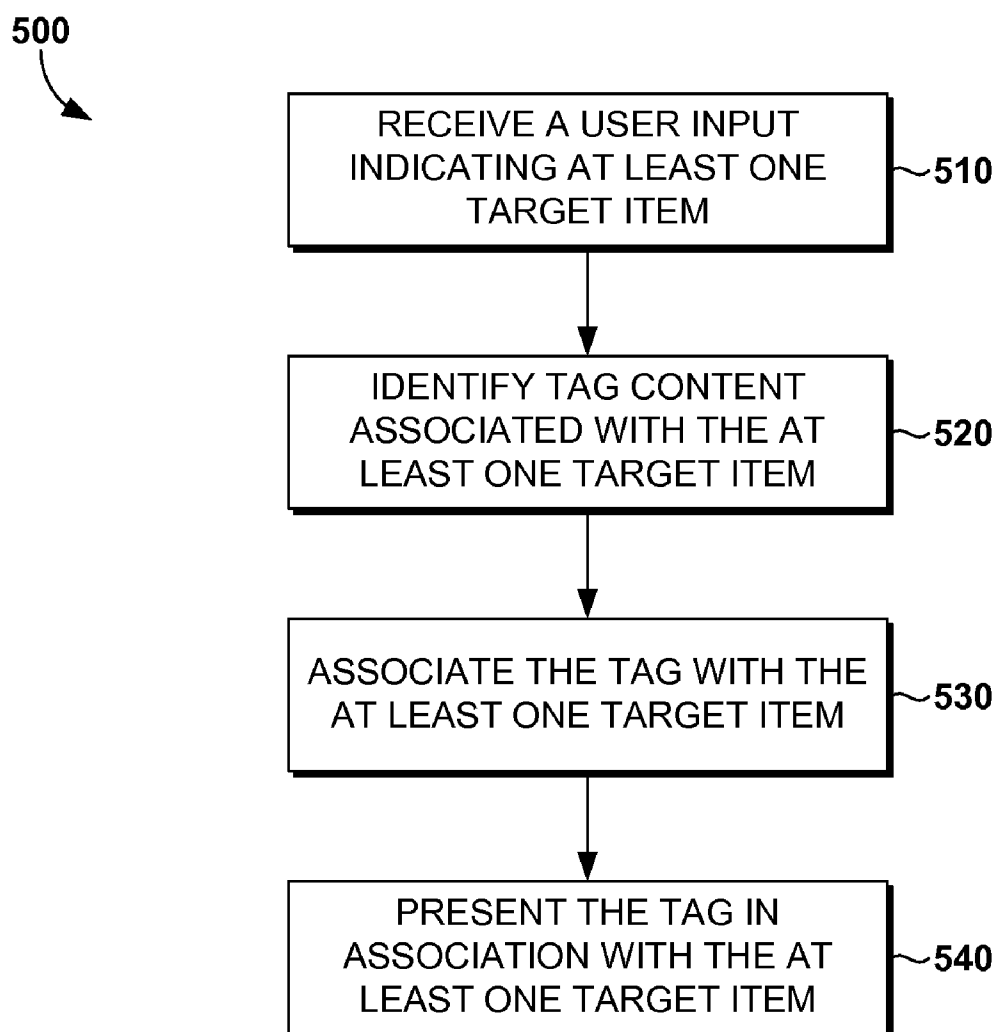 500
RECEIVE A USER INPUT
INDICATING AT LEAST ONE
TARGET ITEM
510
IDENTIFY TAG CONTENT
ASSOCIATED WITH THE AT
LEAST ONE TARGET ITEM
520
ASSOCIATE THE TAG WITH THE
AT LEAST ONE TARGET ITEM
530
PRESENT THE TAG IN
ASSOCIATION WITH THE AT
LEAST ONE TARGET ITEM
540